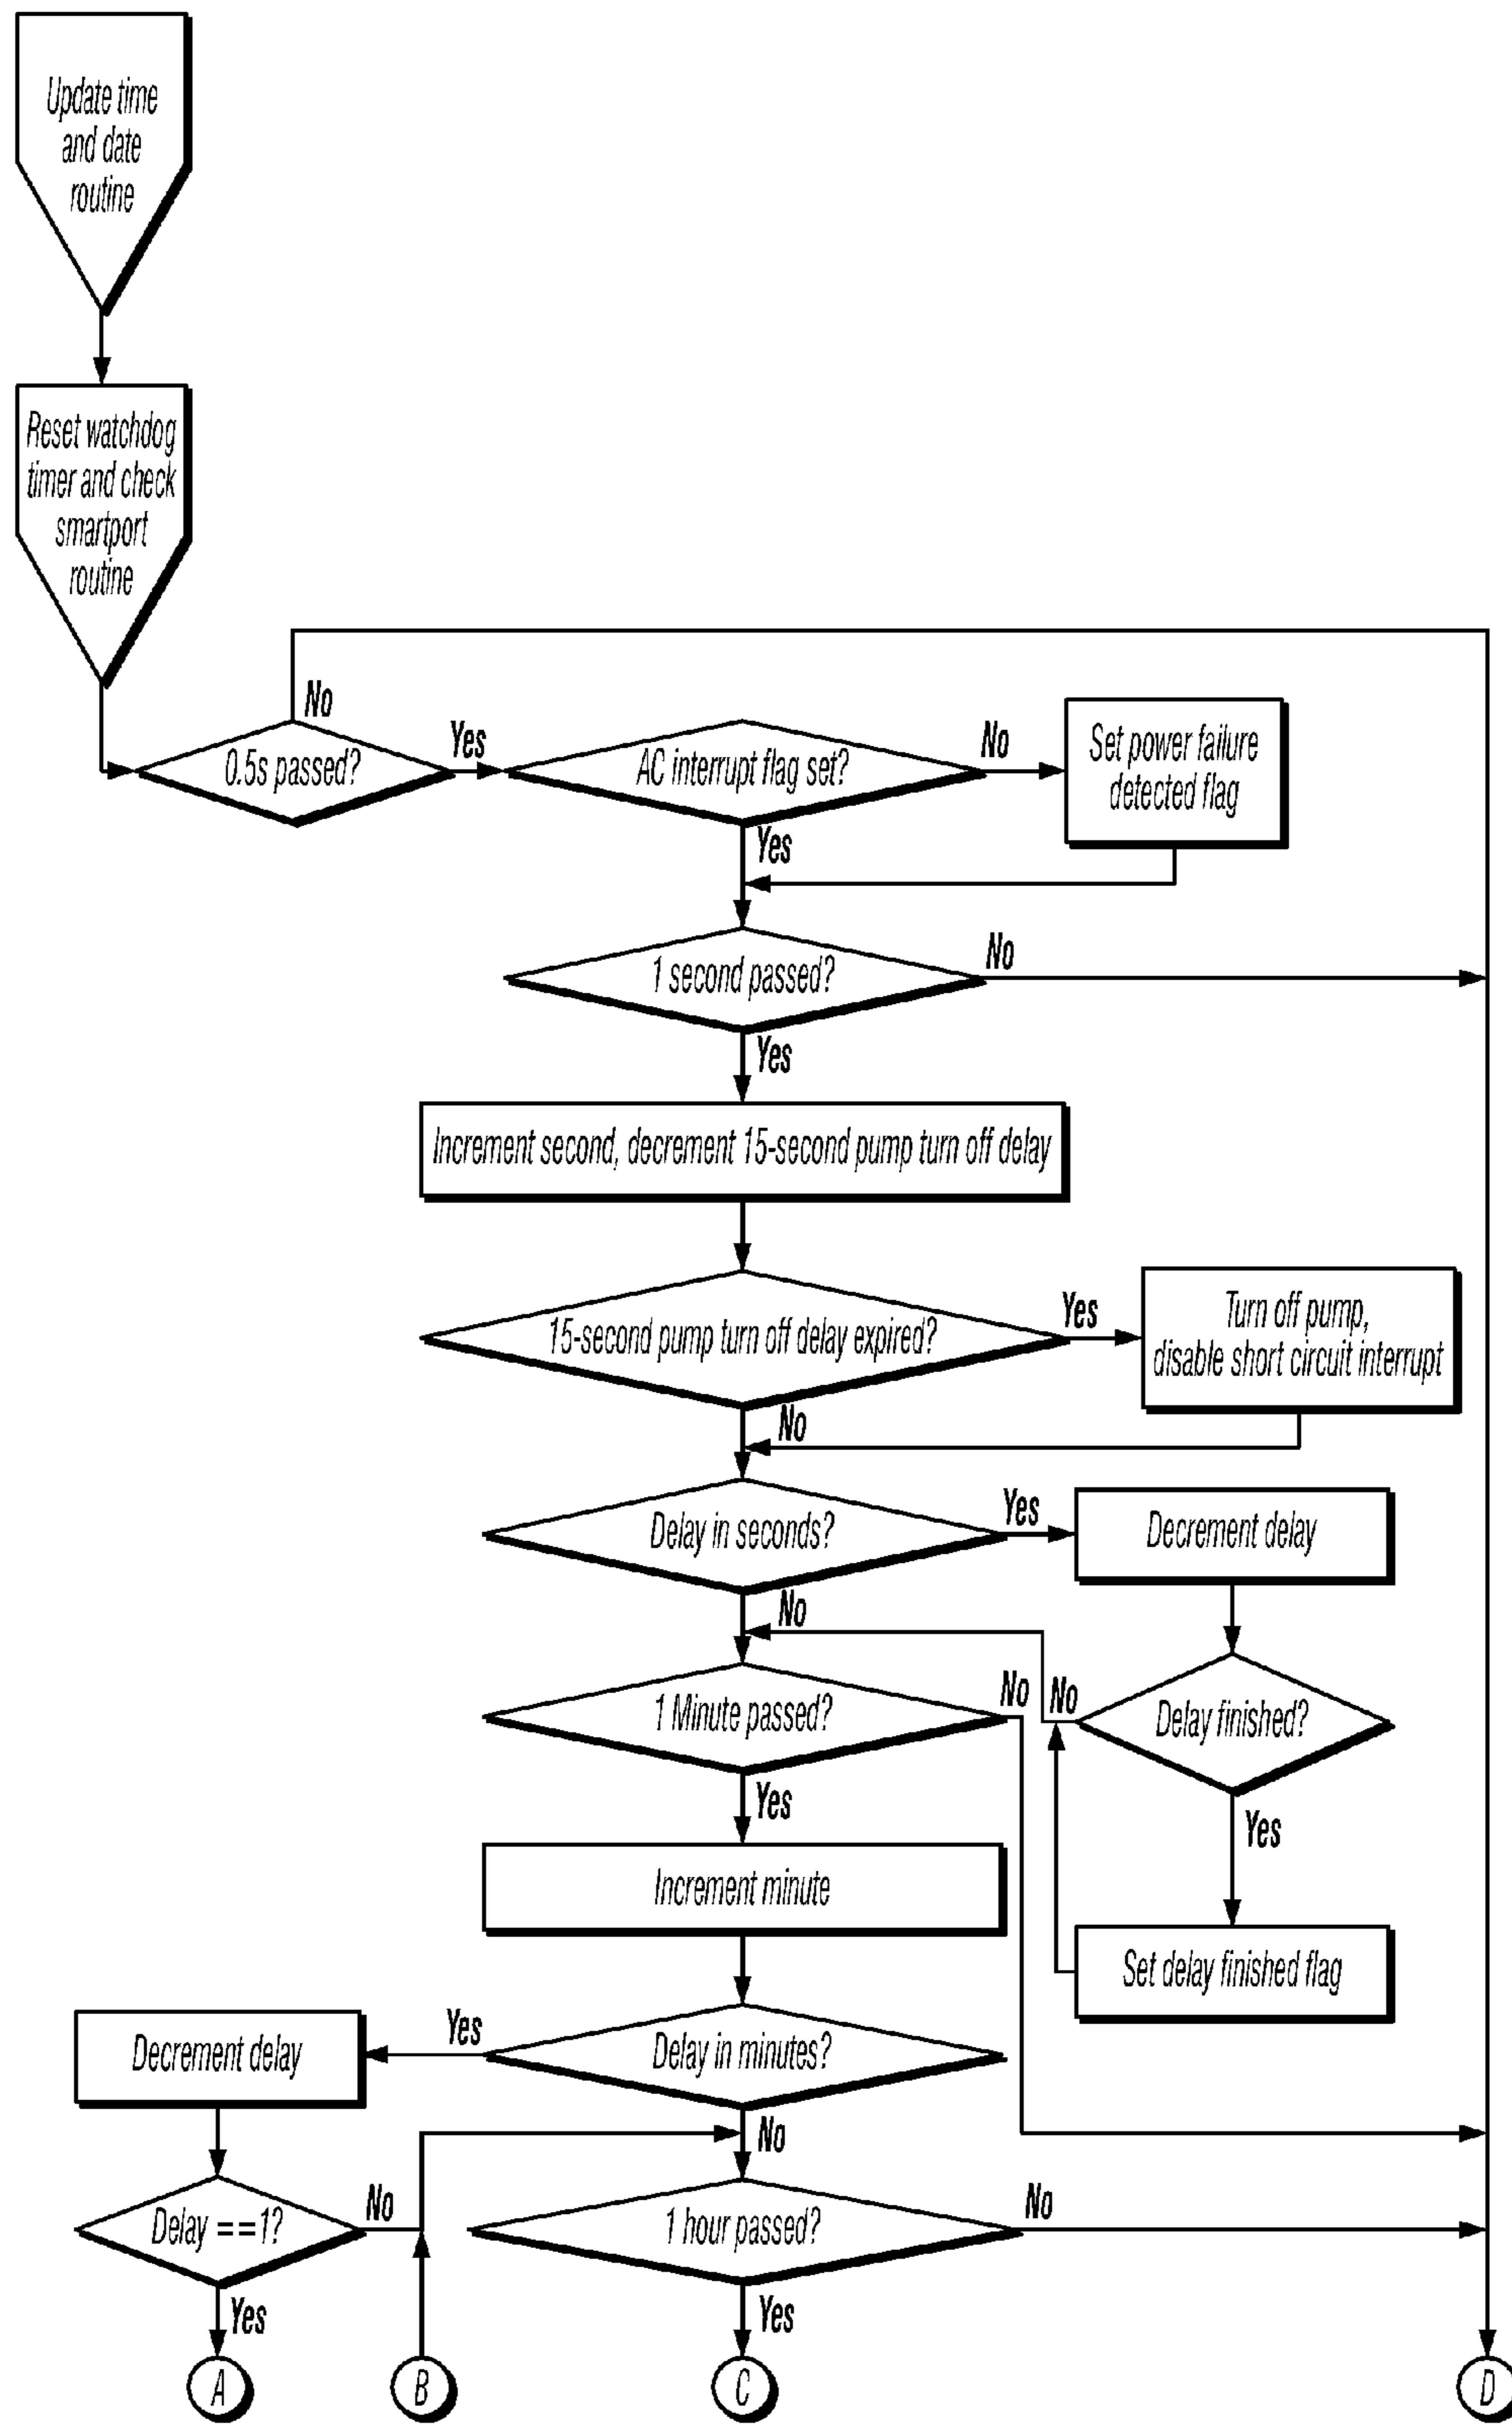 Update time
and date
routine
Reset watchdog
timer and check
smartport
routine
No
0.5s passed?
Yes
AC interrupt flag set?
No
Set power failure
detected flag
Yes
1 second passed?
No
Yes
Increment second, decrement 15-second pump turn off delay
15-second pump turn off delay expired?
Yes
Turn off pump,
disable short circuit interrupt
No
Delay in seconds?
Yes
Decrement delay
No
1 Minute passed?
No
No
Delay finished?
Yes
Yes
Increment minute
Set delay finished flag
Decrement delay
Yes
Delay in minutes?
No
Delay ==1?
No
1 hour passed?
No
Yes
Yes
A
B
C
D